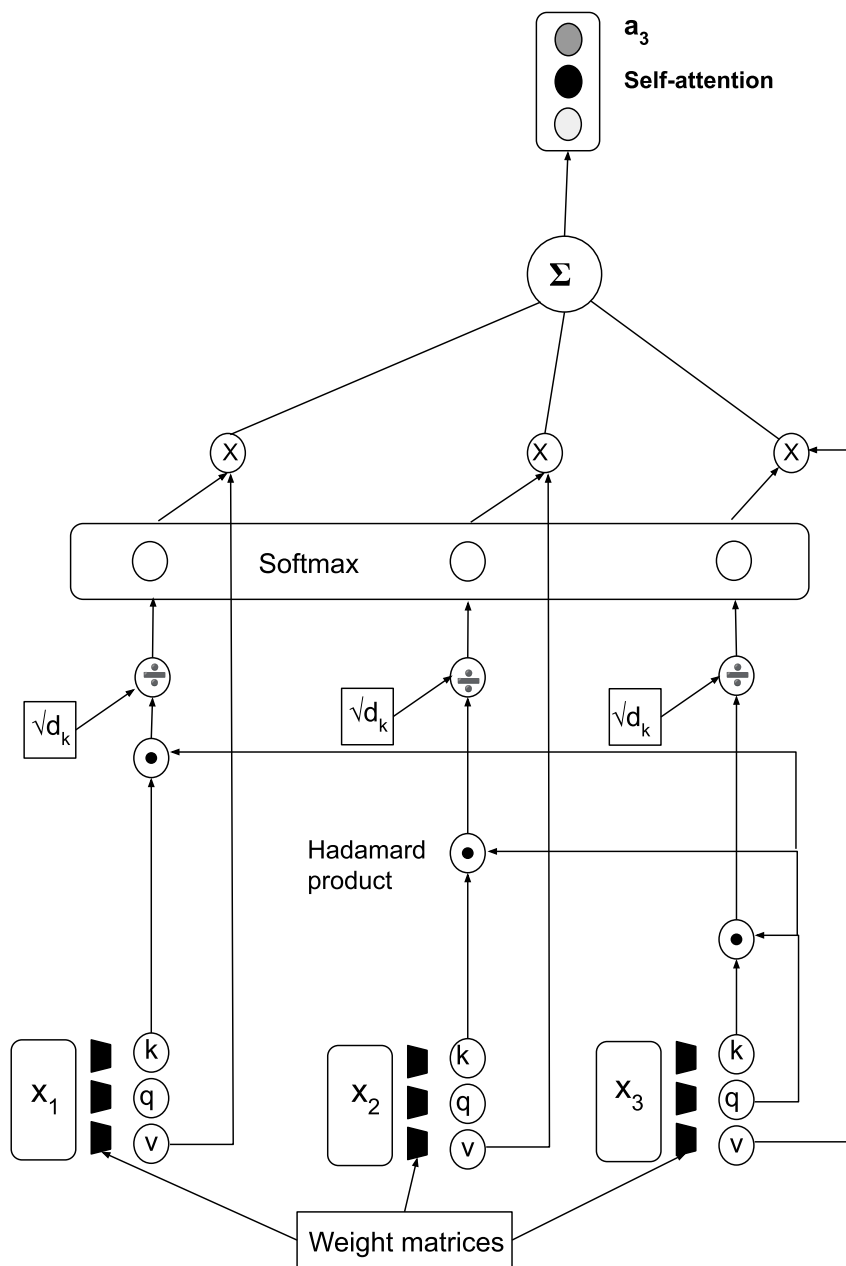 a₃
Self-attention
Σ
X X X
Softmax
÷ ÷ ÷
√dₖ √dₖ √dₖ
Hadamard
product
k k k
x₁ q x₂ q x₃ q
v v v
Weight matrices